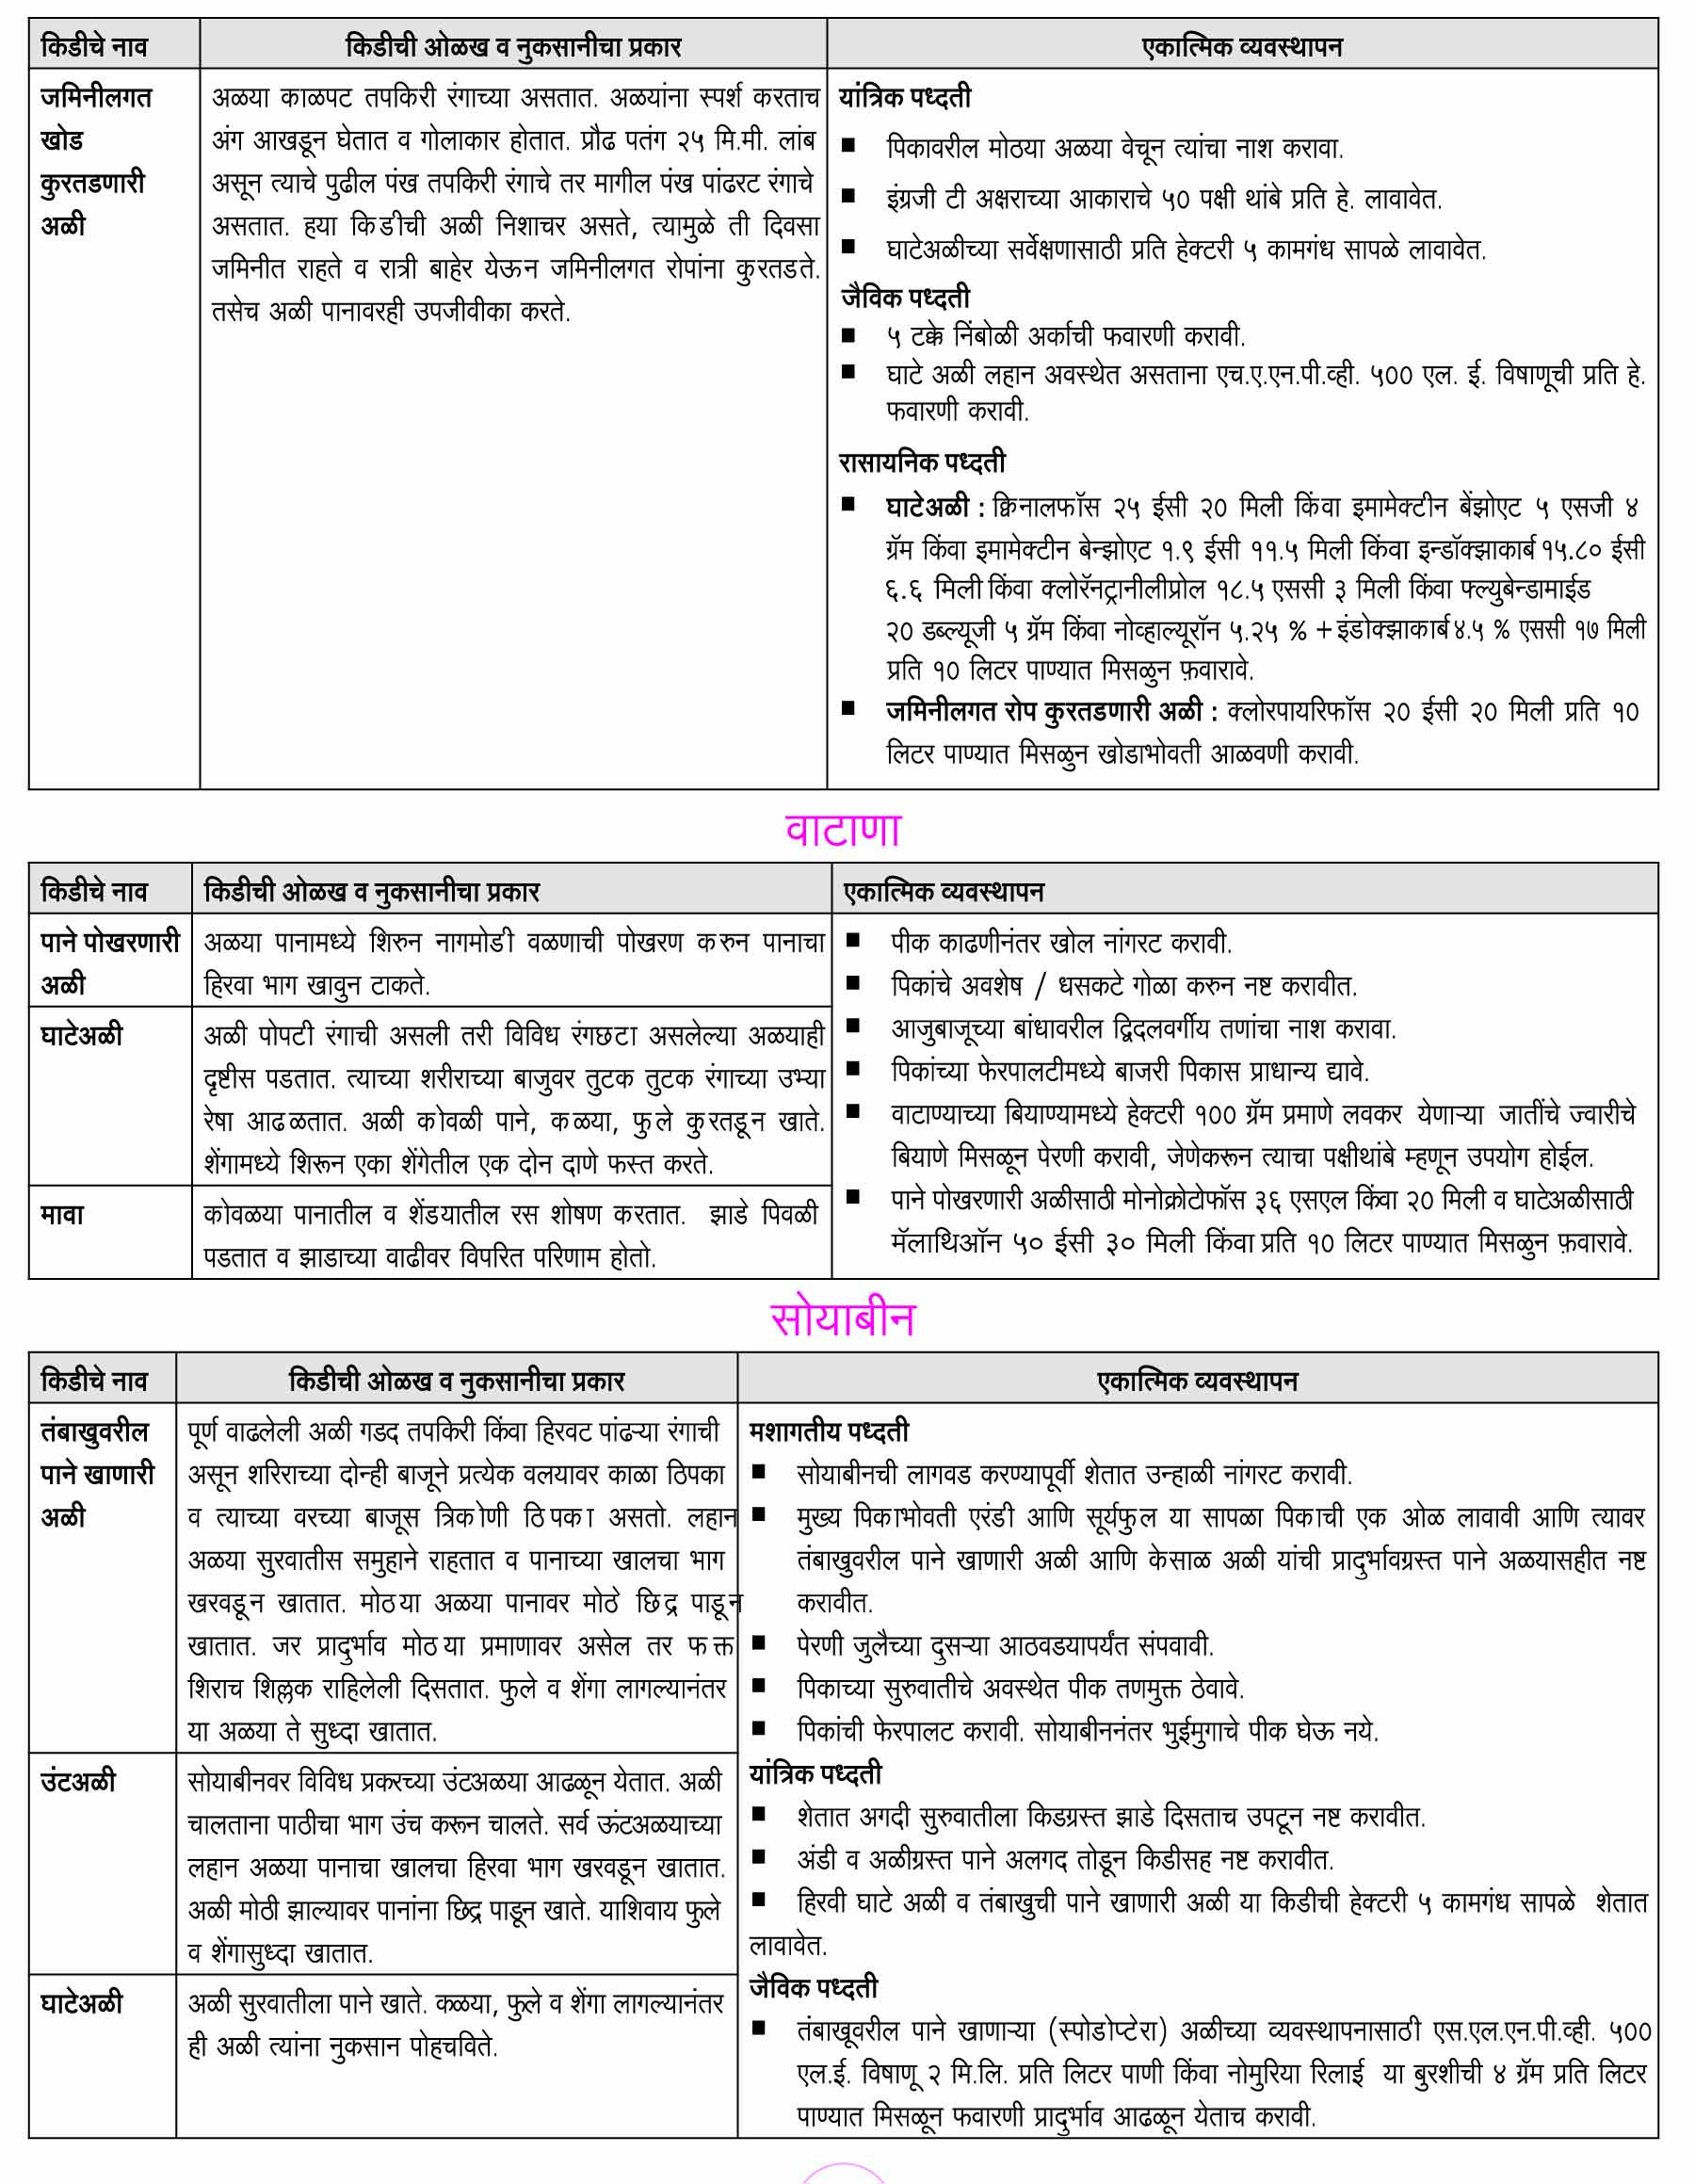 किडीचे नाव
किडीची ओळख व नुकसानीचा प्रकार
एकात्मिक व्यवस्थापन
जमिनीलगत
खोड
कुरतडणारी
अळी
अळया काळपट तपकिरी रंगाच्या असतात. अळयांना स्पर्श करताच
अंग आखडून घेतात व गोलाकार होतात. प्रौढ पतंग २५ मि.मी. लांब
असून त्याचे पुढील पंख तपकिरी रंगाचे तर मागील पंख पांढरट रंगाचे
असतात. हया किडीची अळी निशाचर असते, त्यामुळे ती दिवसा
जमिनीत राहते व रात्री बाहेर येऊन जमिनीलगत रोपांना कुरतडते.
तसेच अळी पानावरही उपजीवीका करते.
यांत्रिक पध्दती
■ पिकावरील मोठया अळया वेचून त्यांचा नाश करावा.
■ इंग्रजी टी अक्षराच्या आकाराचे ५० पक्षी थांबे प्रति हे. लावावेत.
■ घाटेअळीच्या सर्वेक्षणासाठी प्रति हेक्टरी ५ कामगंध सापळे लावावेत.
जैविक पध्दती
■ ५ टक्के निंबोळी अर्काची फवारणी करावी.
■ घाटे अळी लहान अवस्थेत असताना एच.ए.एन.पी.व्ही. ५०० एल. ई. विषाणूची प्रति हे.
फवारणी करावी.
रासायनिक पध्दती
■ घाटेअळी : क्विनालफॉस २५ ईसी २० मिली किंवा इमामेक्टीन बेंझोएट ५ एसजी ४
ग्रॅम किंवा इमामेक्टीन बेन्झोएट १.९ ईसी ११.५ मिली किंवा इन्डॉक्झाकार्ब १५.८० ईसी
६.६ मिली किंवा क्लोरॅनट्रानीलीप्रोल १८.५ एससी ३ मिली किंवा फ्ल्युबेन्डामाईड
२० डब्ल्यूजी ५ ग्रॅम किंवा नोव्हाल्यूरॉन ५.२५ % + इंडोक्झाकार्ब ४.५ % एससी १७ मिली
प्रति १० लिटर पाण्यात मिसळुन फ़वारावे.
■ जमिनीलगत रोप कुरतडणारी अळी : क्लोरपायरिफॉस २० ईसी २० मिली प्रति १०
लिटर पाण्यात मिसळुन खोडाभोवती आळवणी करावी.
वाटाणा
किडीचे नाव
किडीची ओळख व नुकसानीचा प्रकार
एकात्मिक व्यवस्थापन
पाने पोखरणारी
अळी
अळया पानामध्ये शिरुन नागमोडी वळणाची पोखरण करुन पानाचा
हिरवा भाग खावुन टाकते.
घाटेअळी
अळी पोपटी रंगाची असली तरी विविध रंगछटा असलेल्या अळयाही
दृष्टीस पडतात. त्याच्या शरीराच्या बाजुवर तुटक तुटक रंगाच्या उभ्या
रेषा आढळतात. अळी कोवळी पाने, कळया, फुले कुरतडून खाते.
शेंगामध्ये शिरून एका शेंगेतील एक दोन दाणे फस्त करते.
मावा
कोवळया पानातील व शेंडयातील रस शोषण करतात. झाडे पिवळी
पडतात व झाडाच्या वाढीवर विपरित परिणाम होतो.
■ पीक काढणीनंतर खोल नांगरट करावी.
■ पिकांचे अवशेष / धसकटे गोळा करुन नष्ट करावीत.
■ आजुबाजूच्या बांधावरील द्विदलवर्गीय तणांचा नाश करावा.
■ पिकांच्या फेरपालटीमध्ये बाजरी पिकास प्राधान्य द्यावे.
■ वाटाण्याच्या बियाण्यामध्ये हेक्टरी १०० ग्रॅम प्रमाणे लवकर येणाऱ्या जातींचे ज्वारीचे
बियाणे मिसळून पेरणी करावी, जेणेकरून त्याचा पक्षीथांबे म्हणून उपयोग होईल.
■ पाने पोखरणारी अळीसाठी मोनोक्रोटोफॉस ३६ एसएल किंवा २० मिली व घाटेअळीसाठी
मॅलाथिऑन ५० ईसी ३० मिली किंवा प्रति १० लिटर पाण्यात मिसळुन फ़वारावे.
सोयाबीन
किडीचे नाव
किडीची ओळख व नुकसानीचा प्रकार
एकात्मिक व्यवस्थापन
तंबाखुवरील
पाने खाणारी
अळी
पूर्ण वाढलेली अळी गडद तपकिरी किंवा हिरवट पांढऱ्या रंगाची
असून शरिराच्या दोन्ही बाजूने प्रत्येक वलयावर काळा ठिपका
व त्याच्या वरच्या बाजूस त्रिकोणी ठिपका असतो. लहान
अळया सुरवातीस समुहाने राहतात व पानाच्या खालचा भाग
खरवडून खातात. मोठया अळया पानावर मोठे छिद्र पाडून
खातात. जर प्रादुर्भाव मोठया प्रमाणावर असेल तर फक्त
शिराच शिल्लक राहिलेली दिसतात. फुले व शेंगा लागल्यानंतर
या अळया ते सुध्दा खातात.
उंटअळी
सोयाबीनवर विविध प्रकरच्या उंटअळया आढळून येतात. अळी
चालताना पाठीचा भाग उंच करून चालते. सर्व ऊंटअळयाच्या
लहान अळया पानाचा खालचा हिरवा भाग खरवडून खातात.
अळी मोठी झाल्यावर पानांना छिद्र पाडून खाते. याशिवाय फुले
व शेंगासुध्दा खातात.
घाटेअळी
अळी सुरवातीला पाने खाते. कळया, फुले व शेंगा लागल्यानंतर
ही अळी त्यांना नुकसान पोहचविते.
मशागतीय पध्दती
■ सोयाबीनची लागवड करण्यापूर्वी शेतात उन्हाळी नांगरट करावी.
■ मुख्य पिकाभोवती एरंडी आणि सूर्यफुल या सापळा पिकाची एक ओळ लावावी आणि त्यावर
तंबाखुवरील पाने खाणारी अळी आणि केसाळ अळी यांची प्रादुर्भावग्रस्त पाने अळयासहीत नष्ट
करावीत.
■ पेरणी जुलैच्या दुसऱ्या आठवडयापर्यंत संपवावी.
■ पिकाच्या सुरुवातीचे अवस्थेत पीक तणमुक्त ठेवावे.
■ पिकांची फेरपालट करावी. सोयाबीननंतर भुईमुगाचे पीक घेऊ नये.
यांत्रिक पध्दती
■ शेतात अगदी सुरुवातीला किडग्रस्त झाडे दिसताच उपटून नष्ट करावीत.
■ अंडी व अळीग्रस्त पाने अलगद तोडून किडीसह नष्ट करावीत.
■ हिरवी घाटे अळी व तंबाखुची पाने खाणारी अळी या किडीची हेक्टरी ५ कामगंध सापळे शेतात
लावावेत.
जैविक पध्दती
■ तंबाखूवरील पाने खाणाऱ्या (स्पोडोप्टेरा) अळीच्या व्यवस्थापनासाठी एस.एल.एन.पी.व्ही. ५००
एल.ई. विषाणू २ मि.लि. प्रति लिटर पाणी किंवा नोमुरिया रिलाई या बुरशीची ४ ग्रॅम प्रति लिटर
पाण्यात मिसळून फवारणी प्रादुर्भाव आढळून येताच करावी.